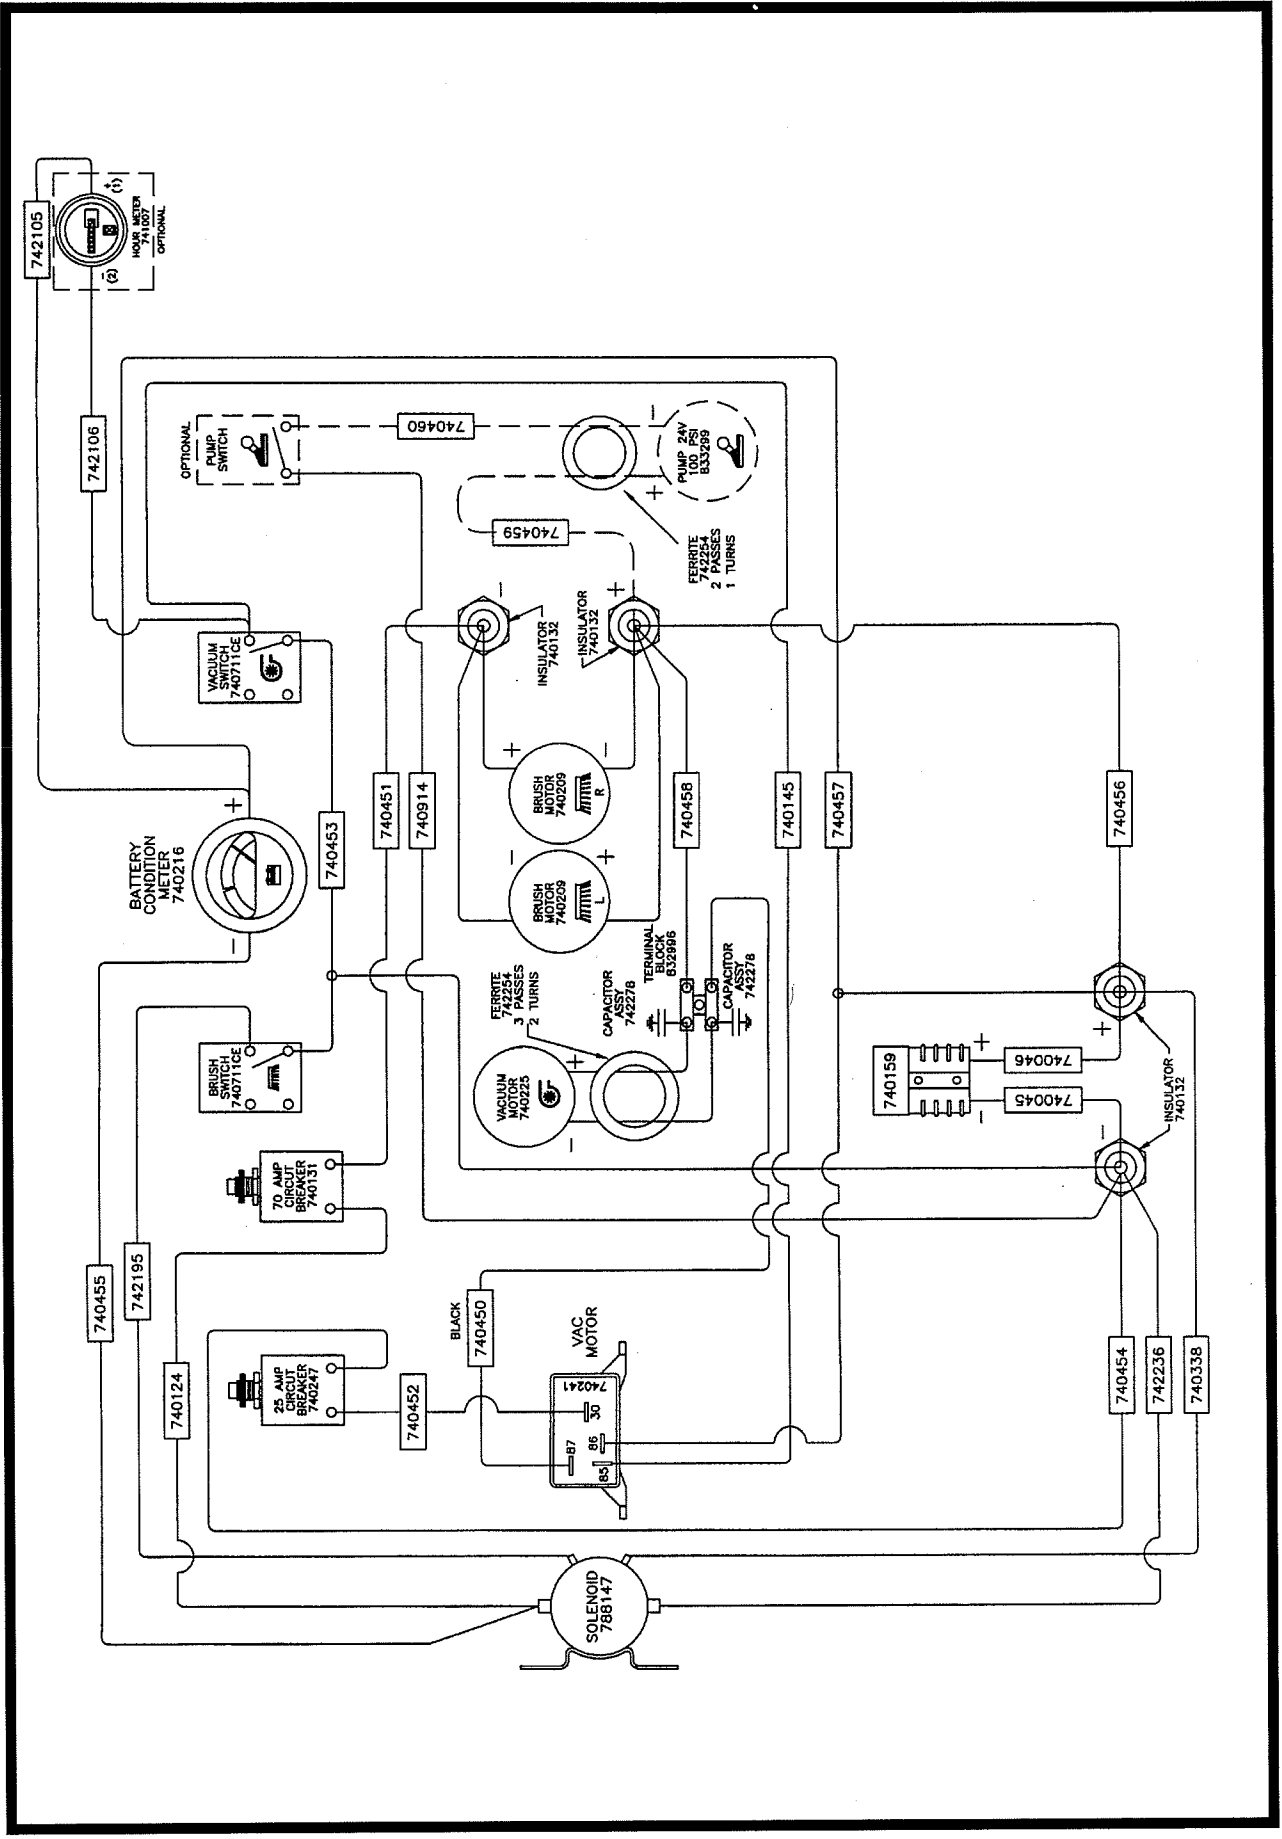 742105
+
(1)
HOUR METER
741007
OPTIONAL
-
(2)
742106
OPTIONAL
PUMP
SWITCH
740460
-
PUMP 24V
100 PSI
833299
+
740459
FERRITE
742254
2 PASSES
1 TURNS
VACUUM
SWITCH
740711CE
-
INSULATOR
740132
+
INSULATOR
740132
BATTERY
CONDITION
METER
740216
+
-
740453
740451
740914
+
BRUSH
MOTOR
740209
R
-
-
BRUSH
MOTOR
740209
L
+
740458
740145
740457
740456
TERMINAL
BLOCK
832996
CAPACITOR
ASSY
742278
CAPACITOR
ASSY
742278
FERRITE
742254
3 PASSES
2 TURNS
BRUSH
SWITCH
740711CE
VACUUM
MOTOR
740225
+
-
740159
+
-
740046
740045
+
-
INSULATOR
740132
70 AMP
CIRCUT
BREAKER
740131
740455
742195
740124
25 AMP
CIRCUT
BREAKER
740247
740452
BLACK
740450
VAC
MOTOR
740241
30
87
86
85
740454
742236
740338
SOLENOID
788147